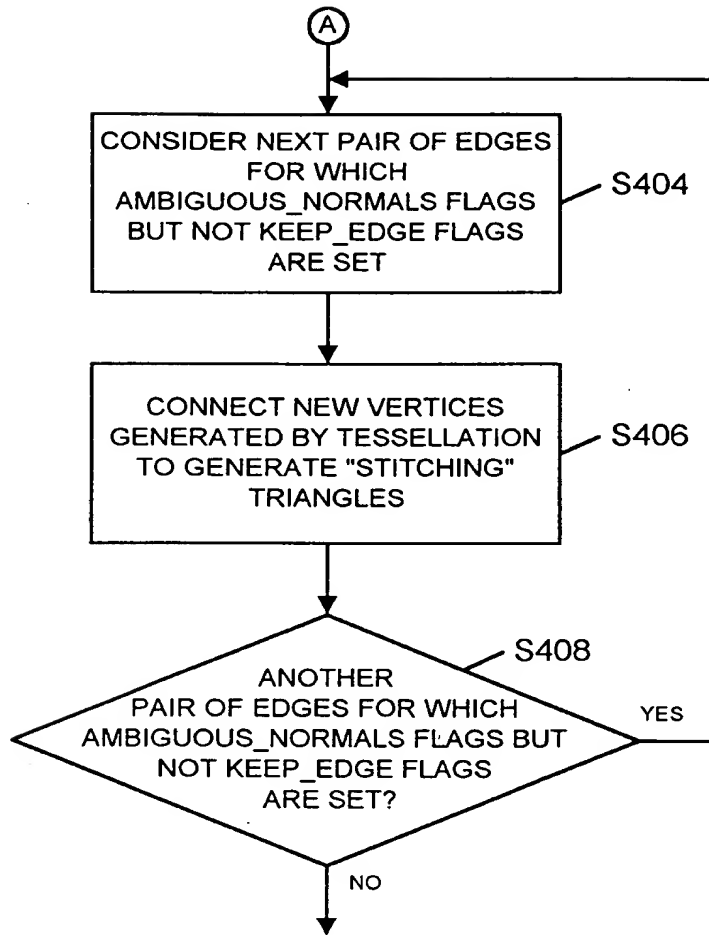 A
CONSIDER NEXT PAIR OF EDGES
FOR WHICH
AMBIGUOUS_NORMALS FLAGS
BUT NOT KEEP_EDGE FLAGS
ARE SET
S404
CONNECT NEW VERTICES
GENERATED BY TESSELLATION
TO GENERATE "STITCHING"
TRIANGLES
S406
S408
ANOTHER
PAIR OF EDGES FOR WHICH
AMBIGUOUS_NORMALS FLAGS BUT
NOT KEEP_EDGE FLAGS
ARE SET?
YES
NO